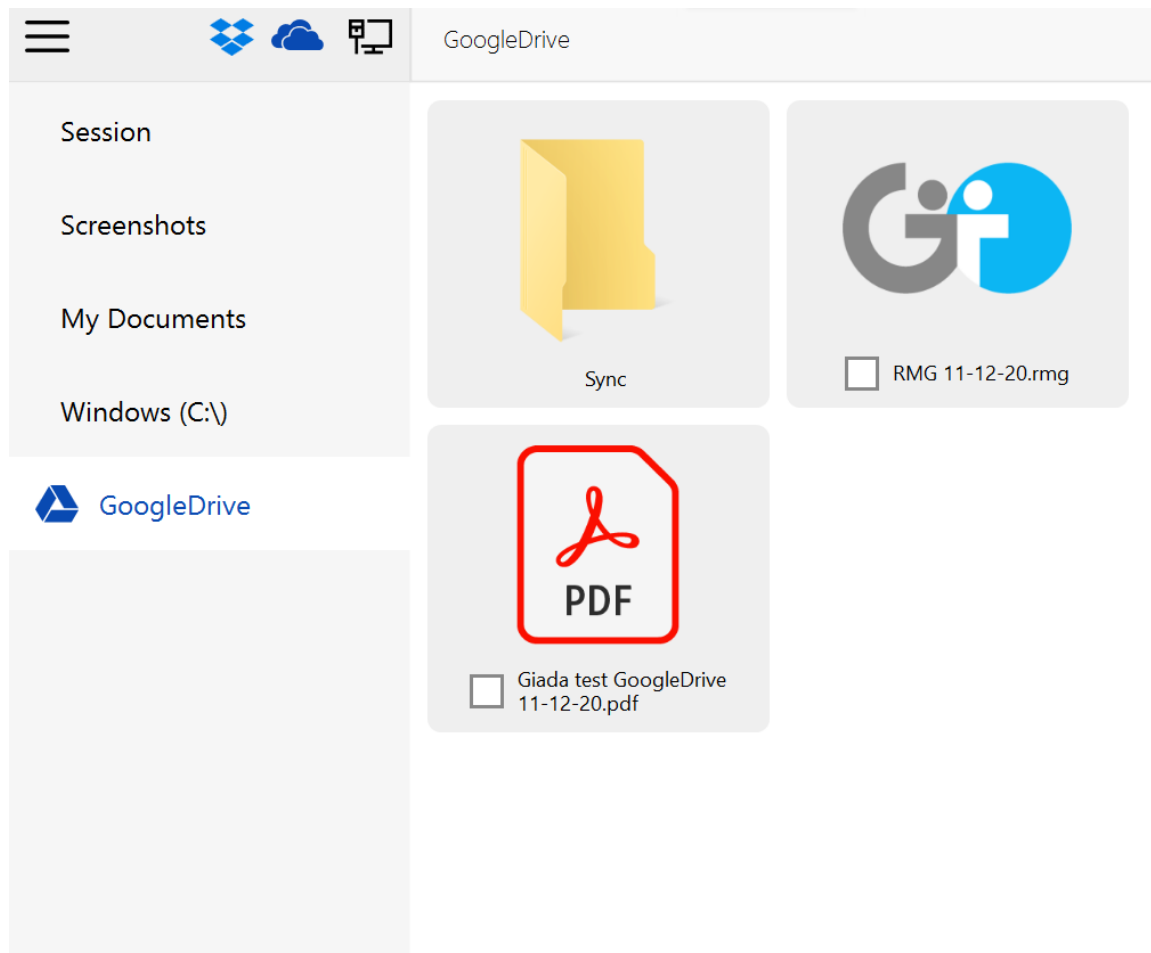 GoogleDrive
Session
Screenshots
My Documents
Windows (C:\)
GoogleDrive
Sync
RMG 11-12-20.rmg
PDF
Giada test GoogleDrive
11-12-20.pdf